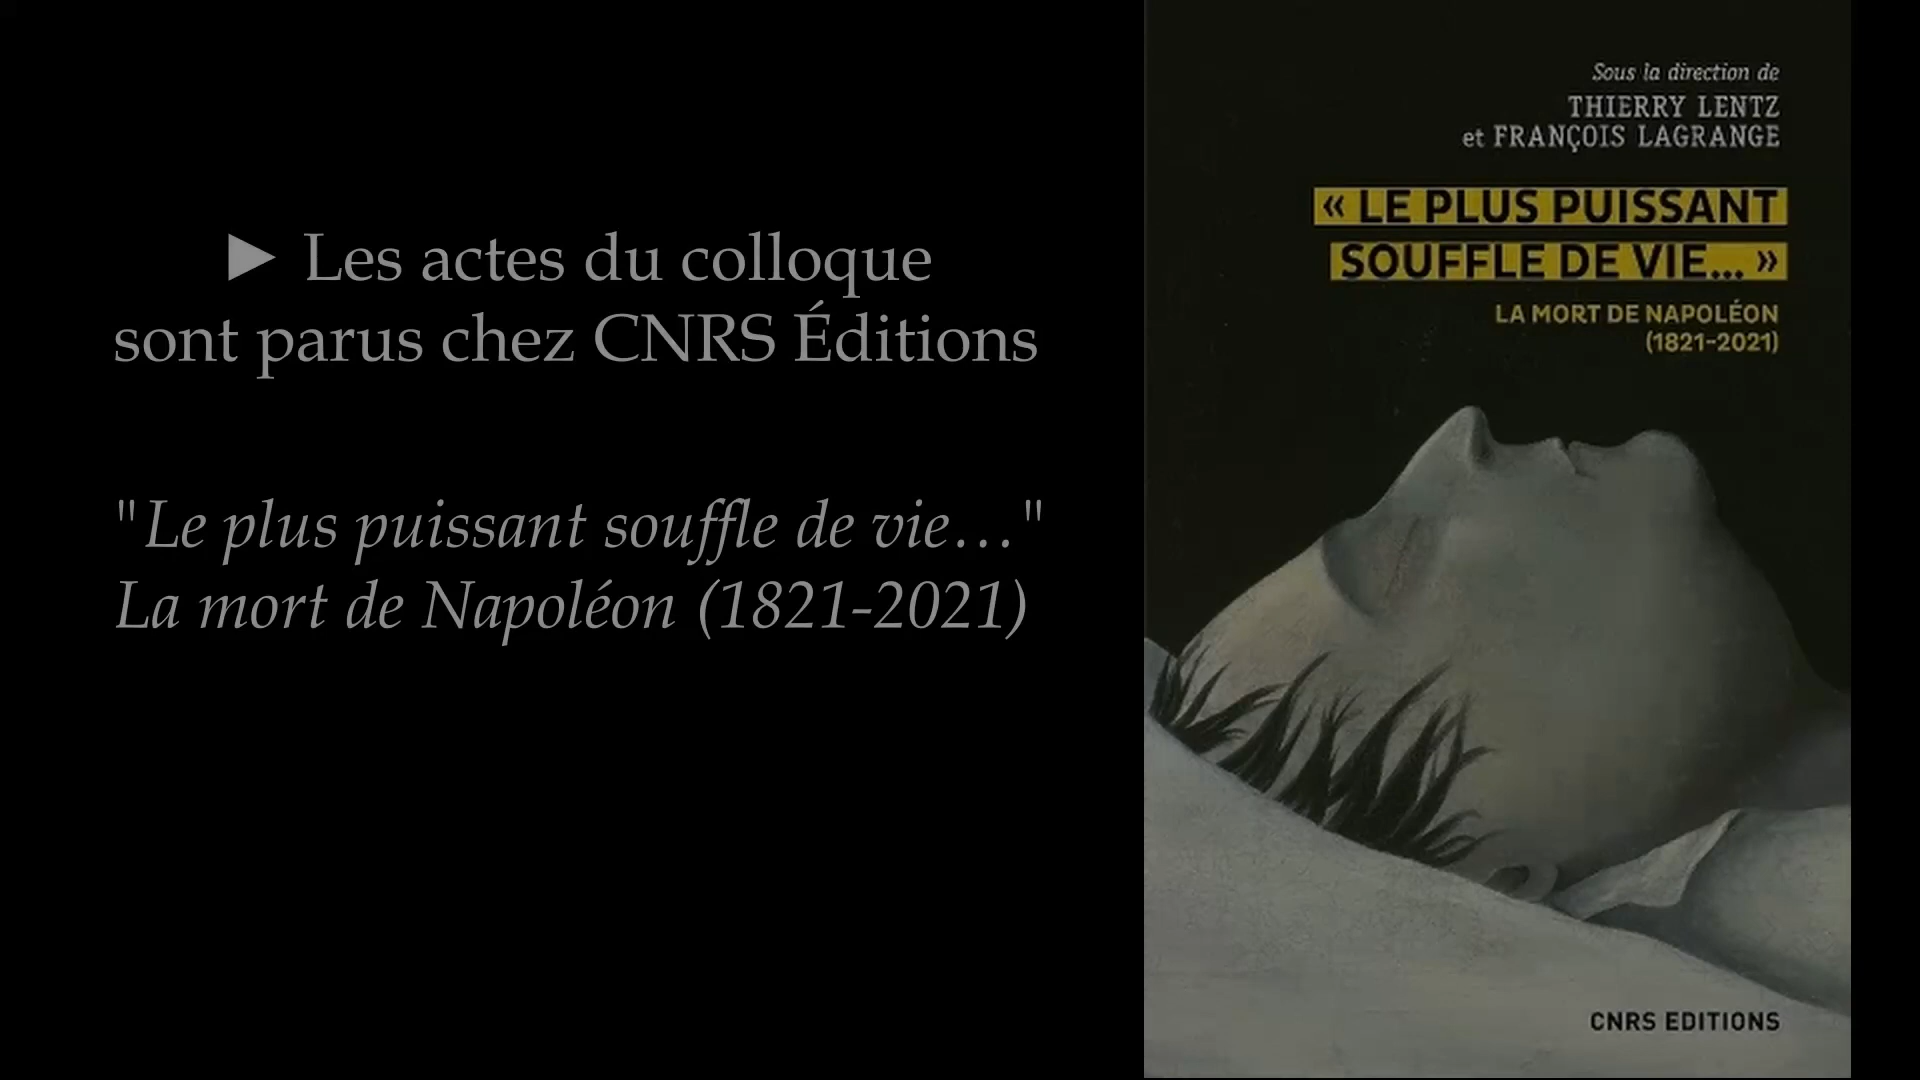 ► Les actes du colloque
sont parus chez CNRS Éditions
"Le plus puissant souffle de vie…"
La mort de Napoléon (1821-2021)
Sous la direction de
THIERRY LENTZ
et FRANÇOIS LAGRANGE
« LE PLUS PUISSANT
SOUFFLE DE VIE... »
LA MORT DE NAPOLÉON
(1821-2021)
CNRS EDITIONS